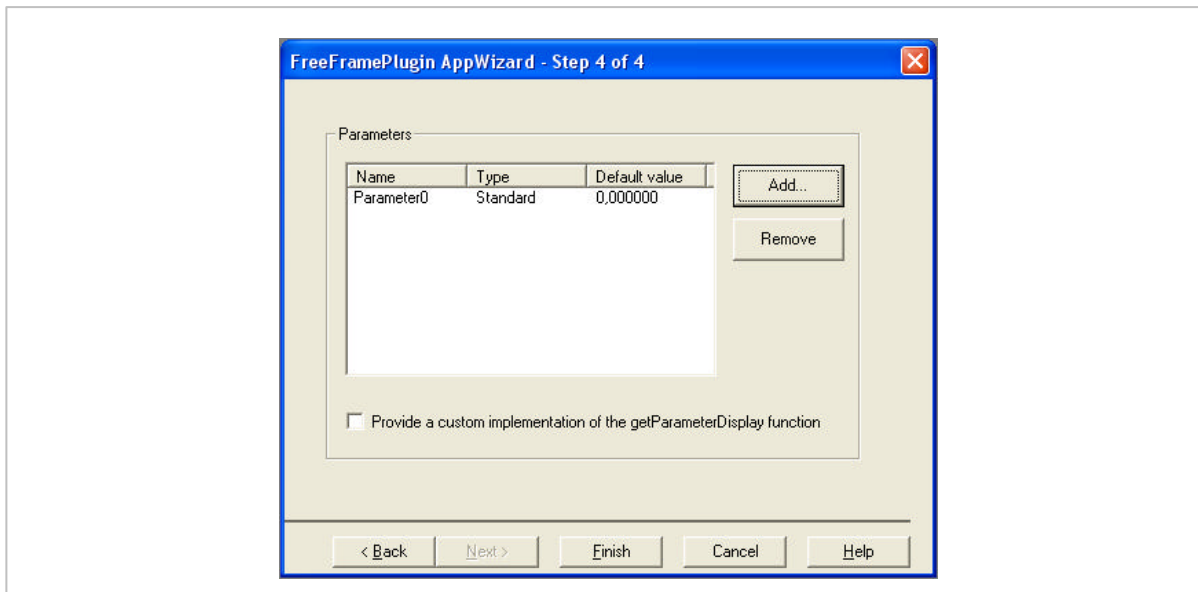 FreeFramePlugin AppWizard - Step 4 of 4
Parameters
Name Type Default value
Parameter0 Standard 0,000000
Add...
Remove
Provide a custom implementation of the getParameterDisplay function
< Back Next > Finish Cancel Help